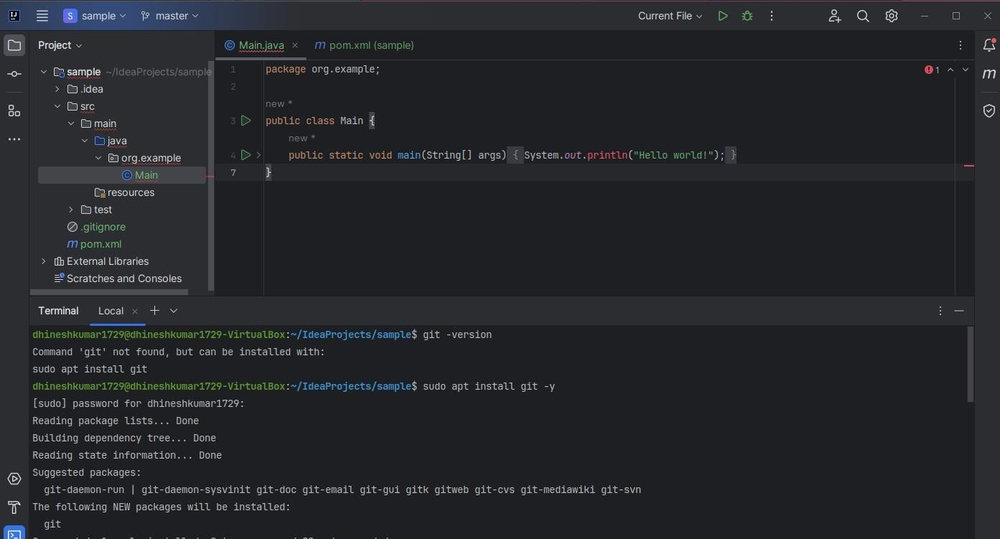 IJ S sample master Current File
Project
Main.java
pom.xml (sample)
sample ~/IdeaProjects/sample
.idea
src
main
java
org.example
Main
resources
test
.gitignore
m pom.xml
External Libraries
Scratches and Consoles
1 package org.example;
1
2
new *
3 public class Main {
new *
4 public static void main(String[] args) { System.out.println("Hello world!"); }
7 }
Terminal Local
dhineshkumar1729@dhineshkumar1729-VirtualBox:~/IdeaProjects/sample$ git -version
Command 'git' not found, but can be installed with:
sudo apt install git
dhineshkumar1729@dhineshkumar1729-VirtualBox:~/IdeaProjects/sample$ sudo apt install git -y
[sudo] password for dhineshkumar1729:
Reading package lists... Done
Building dependency tree... Done
Reading state information... Done
Suggested packages:
git-daemon-run | git-daemon-sysvinit git-doc git-email git-gui gitk gitweb git-cvs git-mediawiki git-svn
The following NEW packages will be installed:
git